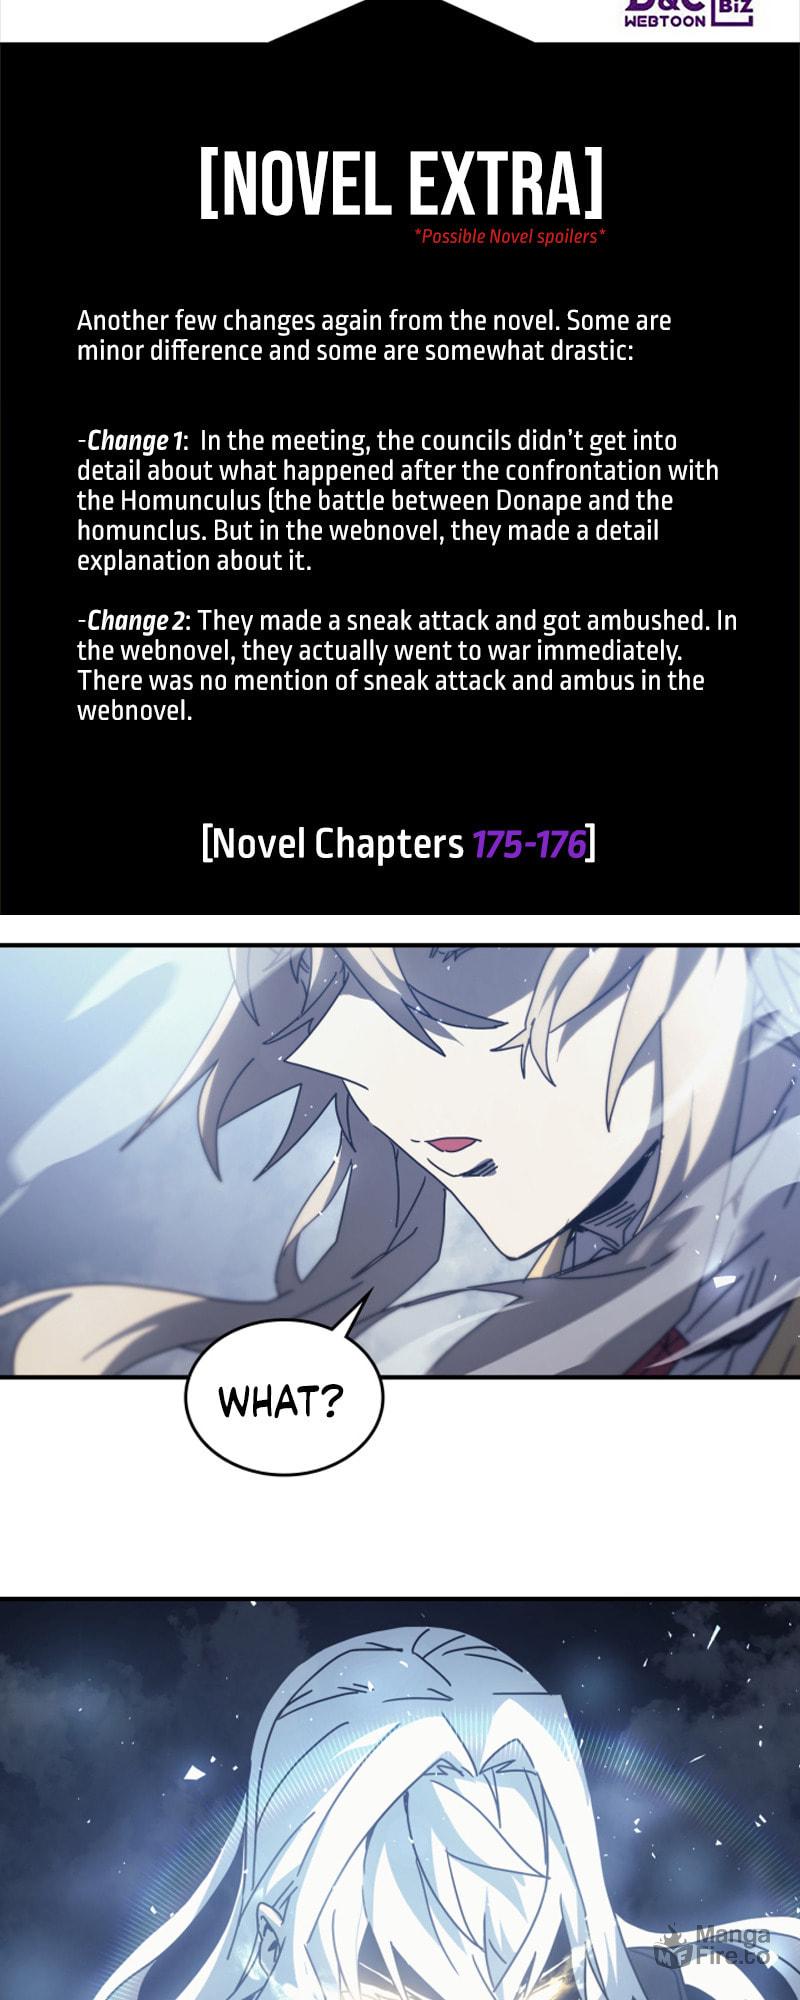 D&C
WEBTOON BIZ
[NOVEL EXTRA]
*Possible Novel spoilers*
Another few changes again from the novel. Some are
minor difference and some are somewhat drastic:
-Change 1: In the meeting, the councils didn't get into
detail about what happened after the confrontation with
the Homunculus (the battle between Donape and the
homunclus. But in the webnovel, they made a detail
explanation about it.
-Change 2: They made a sneak attack and got ambushed. In
the webnovel, they actually went to war immediately.
There was no mention of sneak attack and ambus in the
webnovel.
[Novel Chapters 175-176]
WHAT?
Manga
Fire.to